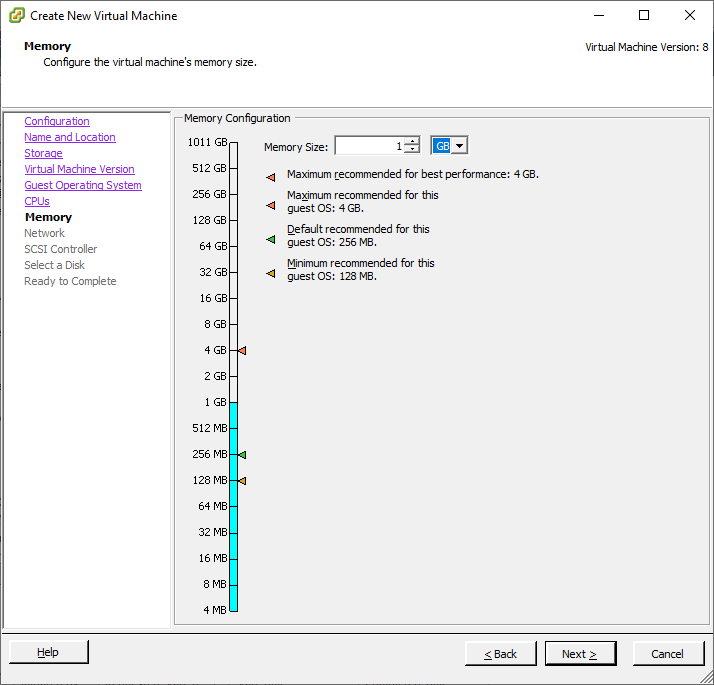 Create New Virtual Machine
Memory
Configure the virtual machine's memory size.
Virtual Machine Version: 8
Configuration
Name and Location
Storage
Virtual Machine Version
Guest Operating System
CPUs
Memory
Network
SCSI Controller
Select a Disk
Ready to Complete
Memory Configuration
1011 GB
512 GB
256 GB
128 GB
64 GB
32 GB
16 GB
8 GB
4 GB
2 GB
1 GB
512 MB
256 MB
128 MB
64 MB
32 MB
16 MB
8 MB
4 MB
Memory Size: 1 GB
Maximum recommended for best performance: 4 GB.
Maximum recommended for this
guest OS: 4 GB.
Default recommended for this
guest OS: 256 MB.
Minimum recommended for this
guest OS: 128 MB.
Help
< Back
Next >
Cancel